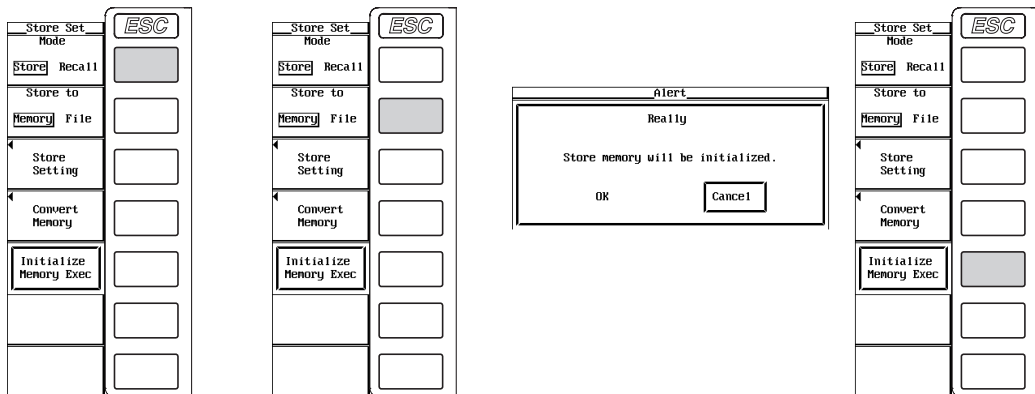 Store Set
Mode
Store Recall
Store to
Memory File
Store
Setting
Convert
Memory
Initialize
Memory Exec
ESC
Store Set
Mode
Store Recall
Store to
Memory File
Store
Setting
Convert
Memory
Initialize
Memory Exec
ESC
Alert
Really
Store memory will be initialized.
OK Cancel
Store Set
Mode
Store Recall
Store to
Memory File
Store
Setting
Convert
Memory
Initialize
Memory Exec
ESC